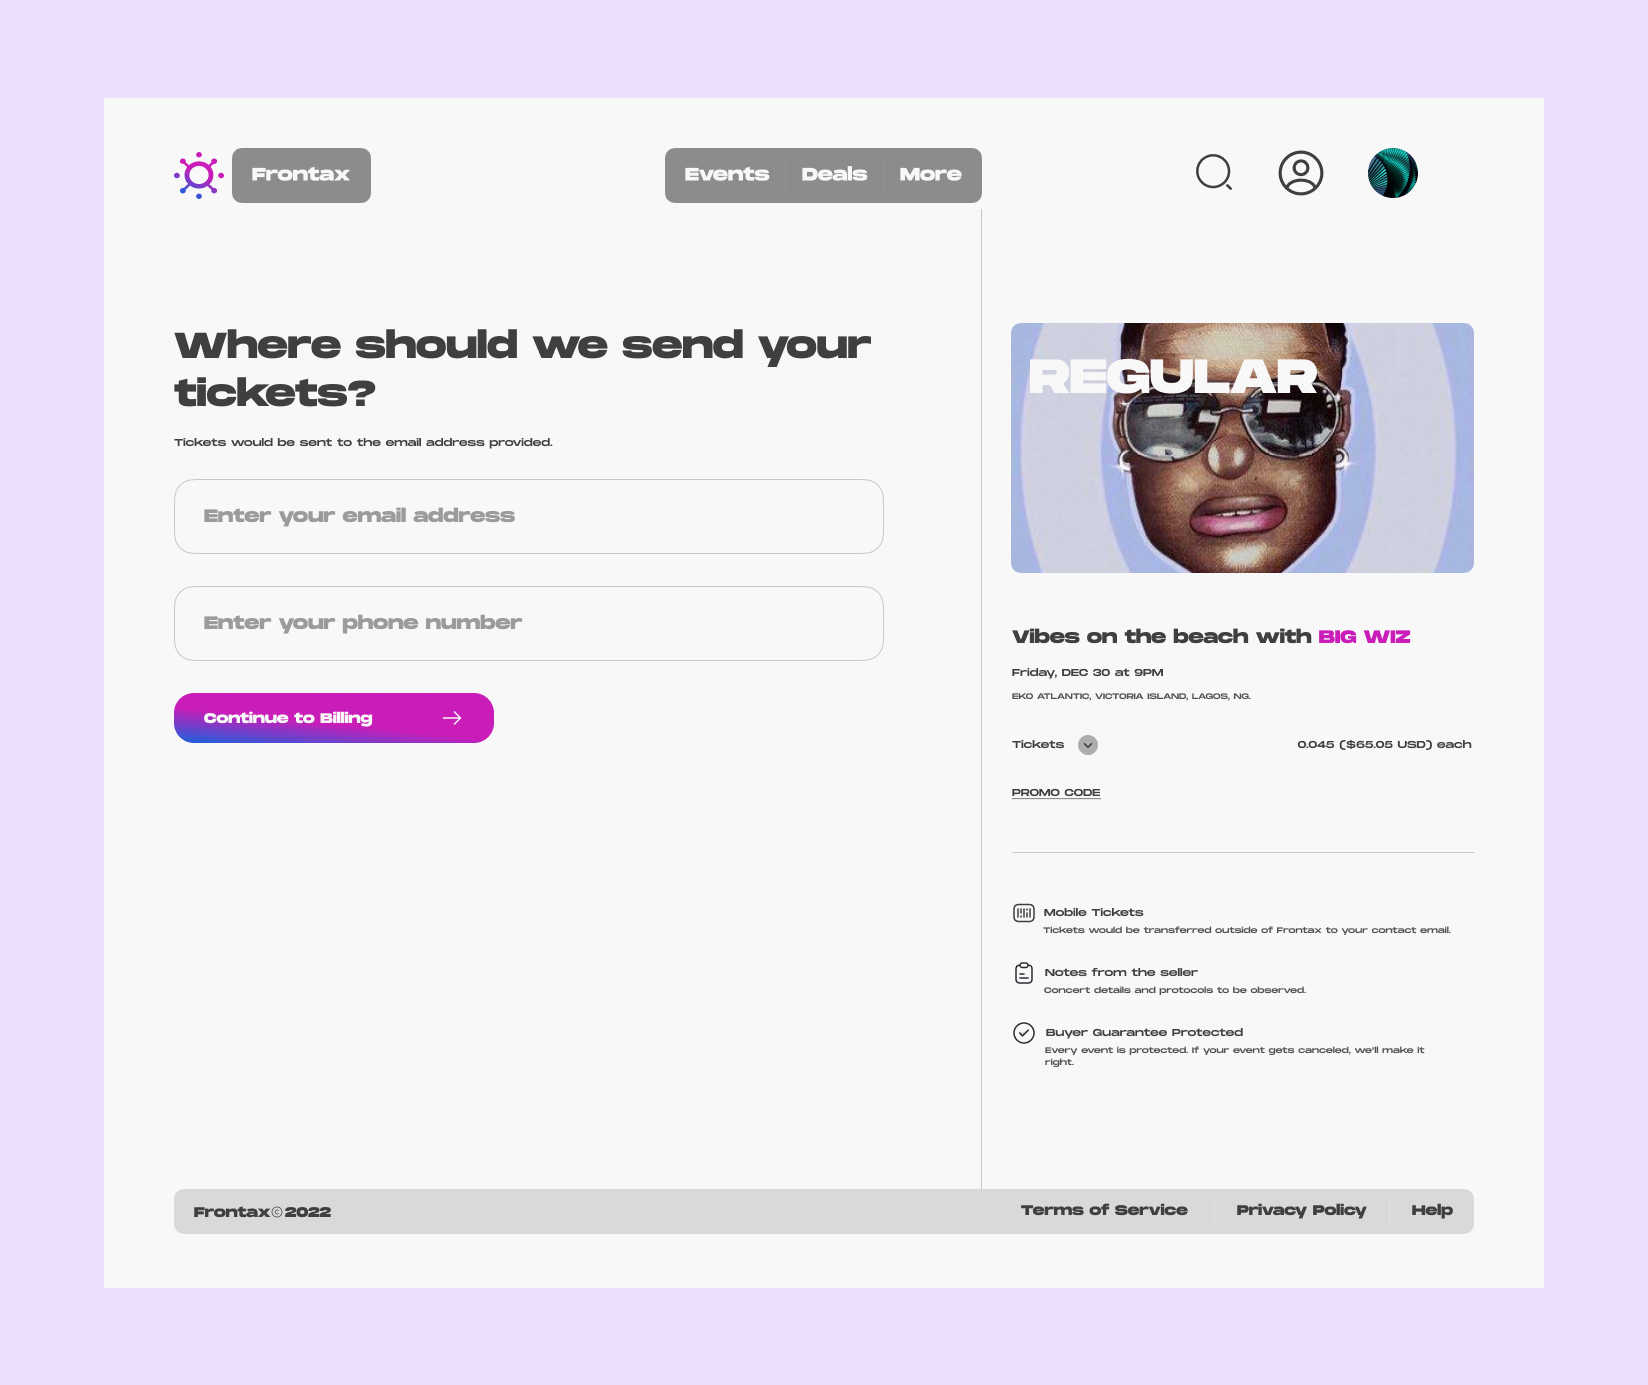 Frontax
Events Deals More
Where should we send your
tickets?
Tickets would be sent to the email address provided.
Enter your email address
Enter your phone number
Continue to Billing
REGULAR
Vibes on the beach with BIG WIZ
Friday, DEC 30 at 9PM
EKO ATLANTIC, VICTORIA ISLAND, LAGOS, NG.
Tickets 0.045 ($65.05 USD) each
PROMO CODE
Mobile Tickets
Tickets would be transferred outside of Frontax to your contact email.
Notes from the seller
Concert details and protocols to be observed.
Buyer Guarantee Protected
Every event is protected. If your event gets canceled, we'll make it
right.
Frontax©2022
Terms of Service Privacy Policy Help